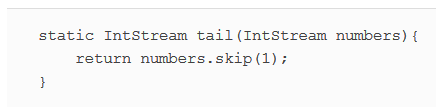 static IntStream tail(IntStream numbers){
    return numbers.skip(1);
}